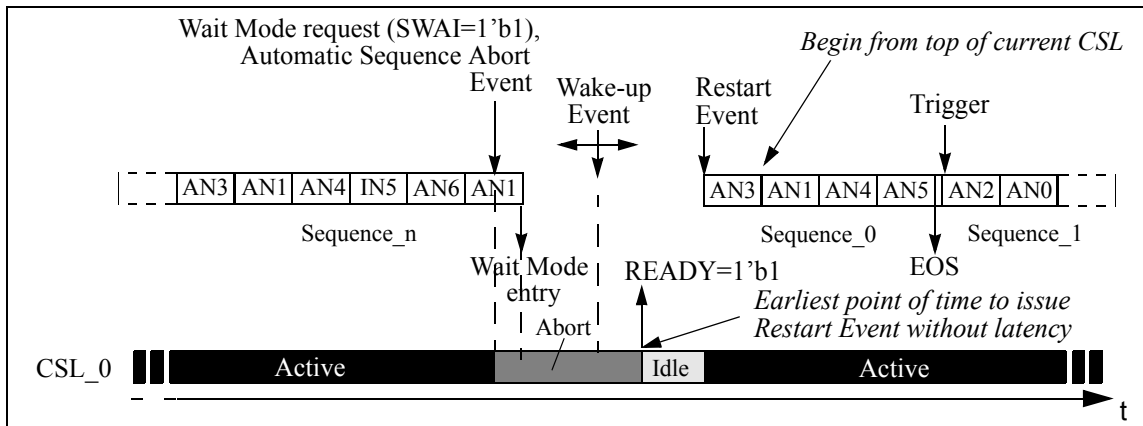 Wait Mode request (SWAI=1’b1),
Automatic Sequence Abort
Event
Wake-up
Event
Restart
Event
Begin from top of current CSL
Trigger
AN3 AN1 AN4 IN5 AN6 AN1
AN3 AN1 AN4 AN5 AN2 AN0
Sequence_n
Sequence_0
Sequence_1
Wait Mode
entry
READY=1’b1
EOS
Earliest point of time to issue
Restart Event without latency
Abort
CSL_0
Active
Idle
Active
t